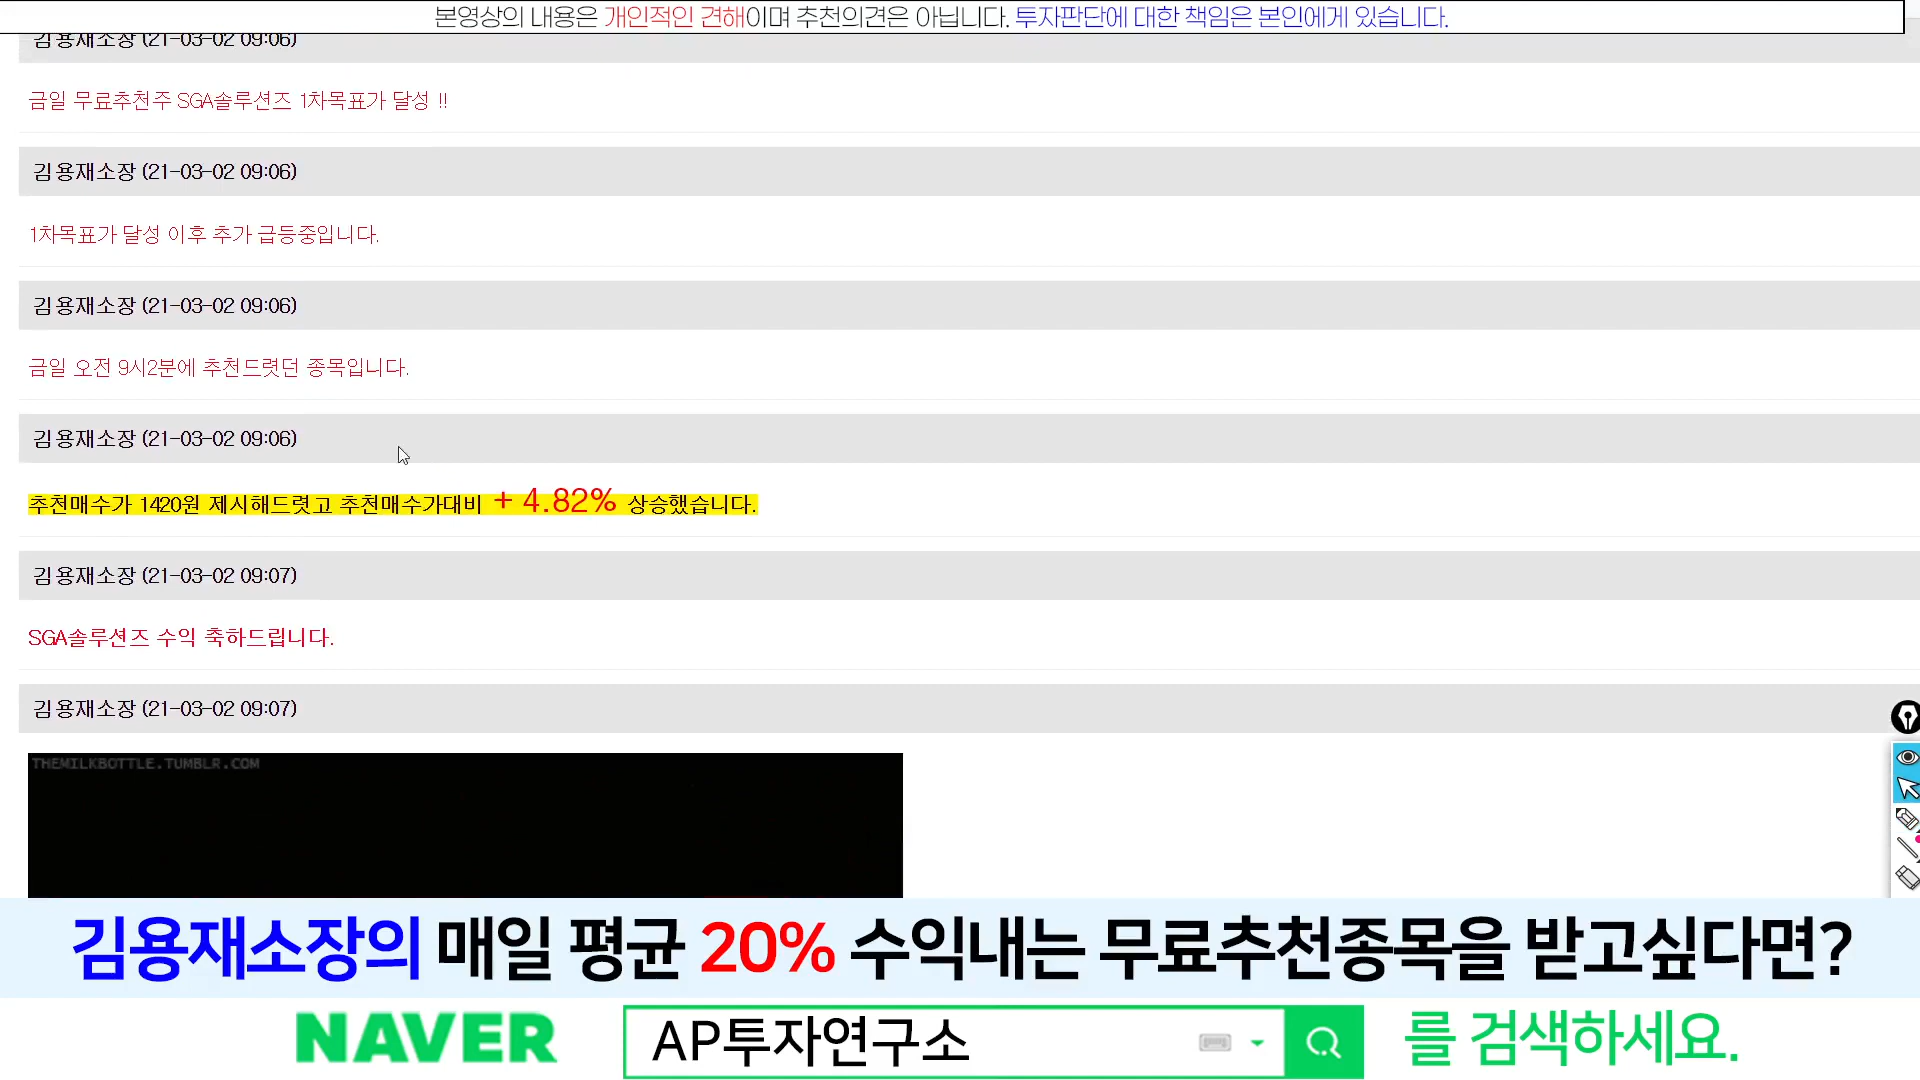 본영상의 내용은 개인적인 견해이며 추천의견은 아닙니다. 투자판단에 대한 책임은 본인에게 있습니다.
김용재소장 (21-03-02 09:06)
금일 무료추천주 SGA솔루션즈 1차목표가 달성 !!
김용재소장 (21-03-02 09:06)
1차목표가 달성 이후 추가 급등중입니다.
김용재소장 (21-03-02 09:06)
금일 오전 9시2분에 추천드렷던 종목입니다.
김용재소장 (21-03-02 09:06)
추천매수가 1420원 제시해드렷고 추천매수가대비 + 4.82% 상승했습니다.
김용재소장 (21-03-02 09:07)
SGA솔루션즈 수익 축하드립니다.
김용재소장 (21-03-02 09:07)
THEMILKBOTTLE.TUMBLR.COM
김용재소장의 매일 평균 20% 수익내는 무료추천종목을 받고싶다면?
NAVER AP투자연구소 를 검색하세요.